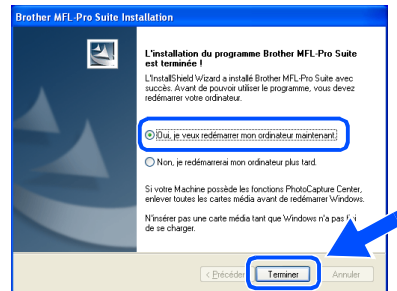 Brother MFL-Pro Suite Installation
L'installation du programme Brother MFL-Pro Suite
est terminée !
L'InstallShield Wizard a installé Brother MFL-Pro Suite avec
succès. Avant de pouvoir utiliser le programme, vous devez
redémarrer votre ordinateur.
Oui, je veux redémarrer mon ordinateur maintenant.
Non, je redémarrerai mon ordinateur plus tard.
Si votre Machine possède les fonctions PhotoCapture Center,
enlever toutes les cartes média avant de redémarrer Windows.
N'insérer pas une carte média tant que Windows n'a pas
de se charger.
< Précéder Terminer Annuler